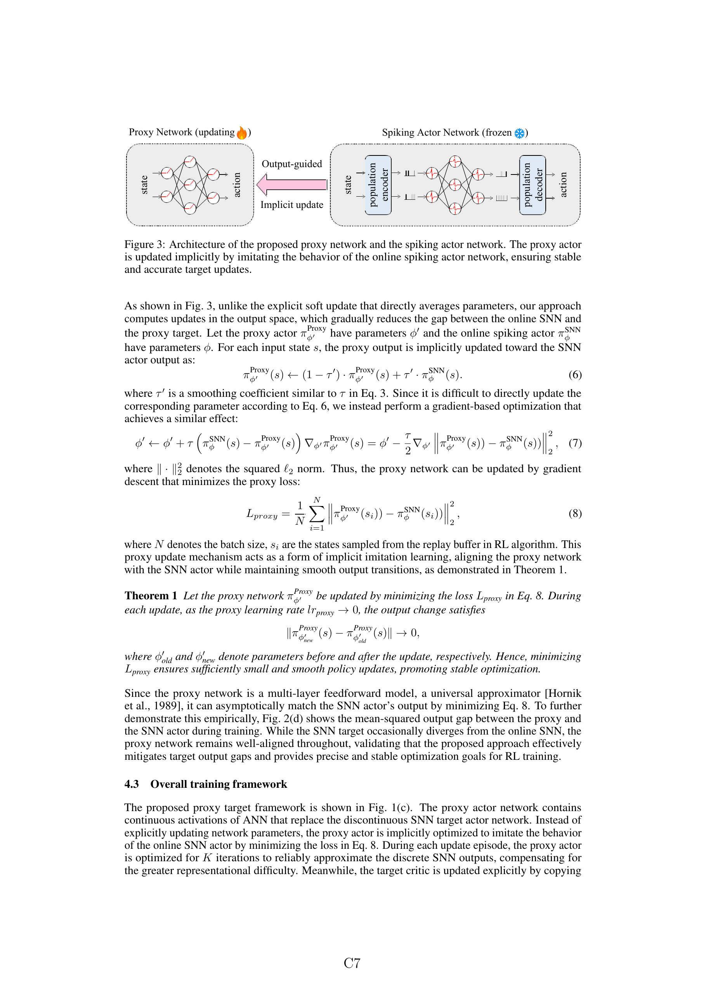 Proxy Network (updating 🔥)
Spiking Actor Network (frozen ❄)
state
action
Output-guided
Implicit update
state
population
encoder
population
decoder
action
Figure 3: Architecture of the proposed proxy network and the spiking actor network. The proxy actor
is updated implicitly by imitating the behavior of the online spiking actor network, ensuring stable
and accurate target updates.
As shown in Fig. 3, unlike the explicit soft update that directly averages parameters, our approach
computes updates in the output space, which gradually reduces the gap between the online SNN and
the proxy target. Let the proxy actor $\pi_{\phi'}^{\text{Proxy}}$ have parameters $\phi'$ and the online spiking actor $\pi_{\phi}^{\text{SNN}}$
have parameters $\phi$. For each input state $s$, the proxy output is implicitly updated toward the SNN
actor output as:
$\pi_{\phi'}^{\text{Proxy}}(s) \leftarrow (1 - \tau') \cdot \pi_{\phi'}^{\text{Proxy}}(s) + \tau' \cdot \pi_{\phi}^{\text{SNN}}(s).$ (6)
where $\tau'$ is a smoothing coefficient similar to $\tau$ in Eq. 3. Since it is difficult to directly update the
corresponding parameter according to Eq. 6, we instead perform a gradient-based optimization that
achieves a similar effect:
$\phi' \leftarrow \phi' + \tau \left( \pi_{\phi}^{\text{SNN}}(s) - \pi_{\phi'}^{\text{Proxy}}(s) \right) \nabla_{\phi'} \pi_{\phi'}^{\text{Proxy}}(s) = \phi' - \frac{\tau}{2} \nabla_{\phi'} \left\| \pi_{\phi'}^{\text{Proxy}}(s)) - \pi_{\phi}^{\text{SNN}}(s)) \right\|_2^2,$ (7)
where $\| \cdot \|_2^2$ denotes the squared $\ell_2$ norm. Thus, the proxy network can be updated by gradient
descent that minimizes the proxy loss:
$L_{proxy} = \frac{1}{N} \sum_{i=1}^{N} \left\| \pi_{\phi'}^{\text{Proxy}}(s_i)) - \pi_{\phi}^{\text{SNN}}(s_i)) \right\|_2^2,$ (8)
where $N$ denotes the batch size, $s_i$ are the states sampled from the replay buffer in RL algorithm. This
proxy update mechanism acts as a form of implicit imitation learning, aligning the proxy network
with the SNN actor while maintaining smooth output transitions, as demonstrated in Theorem 1.
Theorem 1 Let the proxy network $\pi_{\phi'}^{Proxy}$ be updated by minimizing the loss $L_{proxy}$ in Eq. 8. During
each update, as the proxy learning rate $lr_{proxy} \to 0$, the output change satisfies
$\| \pi_{\phi'_{new}}^{Proxy}(s) - \pi_{\phi'_{old}}^{Proxy}(s) \| \to 0,$
where $\phi'_{old}$ and $\phi'_{new}$ denote parameters before and after the update, respectively. Hence, minimizing
$L_{proxy}$ ensures sufficiently small and smooth policy updates, promoting stable optimization.
Since the proxy network is a multi-layer feedforward model, a universal approximator [Hornik
et al., 1989], it can asymptotically match the SNN actor's output by minimizing Eq. 8. To further
demonstrate this empirically, Fig. 2(d) shows the mean-squared output gap between the proxy and
the SNN actor during training. While the SNN target occasionally diverges from the online SNN, the
proxy network remains well-aligned throughout, validating that the proposed approach effectively
mitigates target output gaps and provides precise and stable optimization goals for RL training.
4.3 Overall training framework
The proposed proxy target framework is shown in Fig. 1(c). The proxy actor network contains
continuous activations of ANN that replace the discontinuous SNN target actor network. Instead of
explicitly updating network parameters, the proxy actor is implicitly optimized to imitate the behavior
of the online SNN actor by minimizing the loss in Eq. 8. During each update episode, the proxy actor
is optimized for $K$ iterations to reliably approximate the discrete SNN outputs, compensating for
the greater representational difficulty. Meanwhile, the target critic is updated explicitly by copying
C7